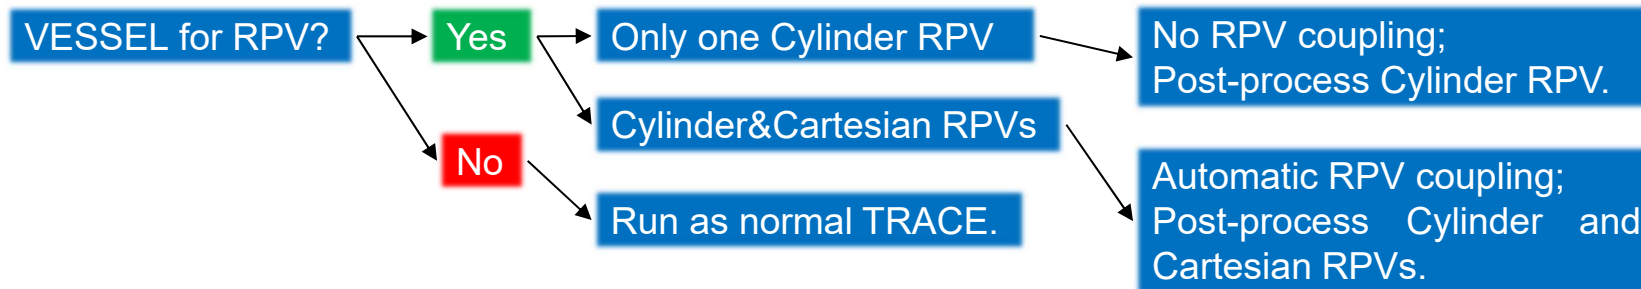 VESSEL for RPV?
Yes
No
Only one Cylinder RPV
Cylinder&Cartesian RPVs
Run as normal TRACE.
No RPV coupling;
Post-process Cylinder RPV.
Automatic RPV coupling;
Post-process Cylinder and
Cartesian RPVs.